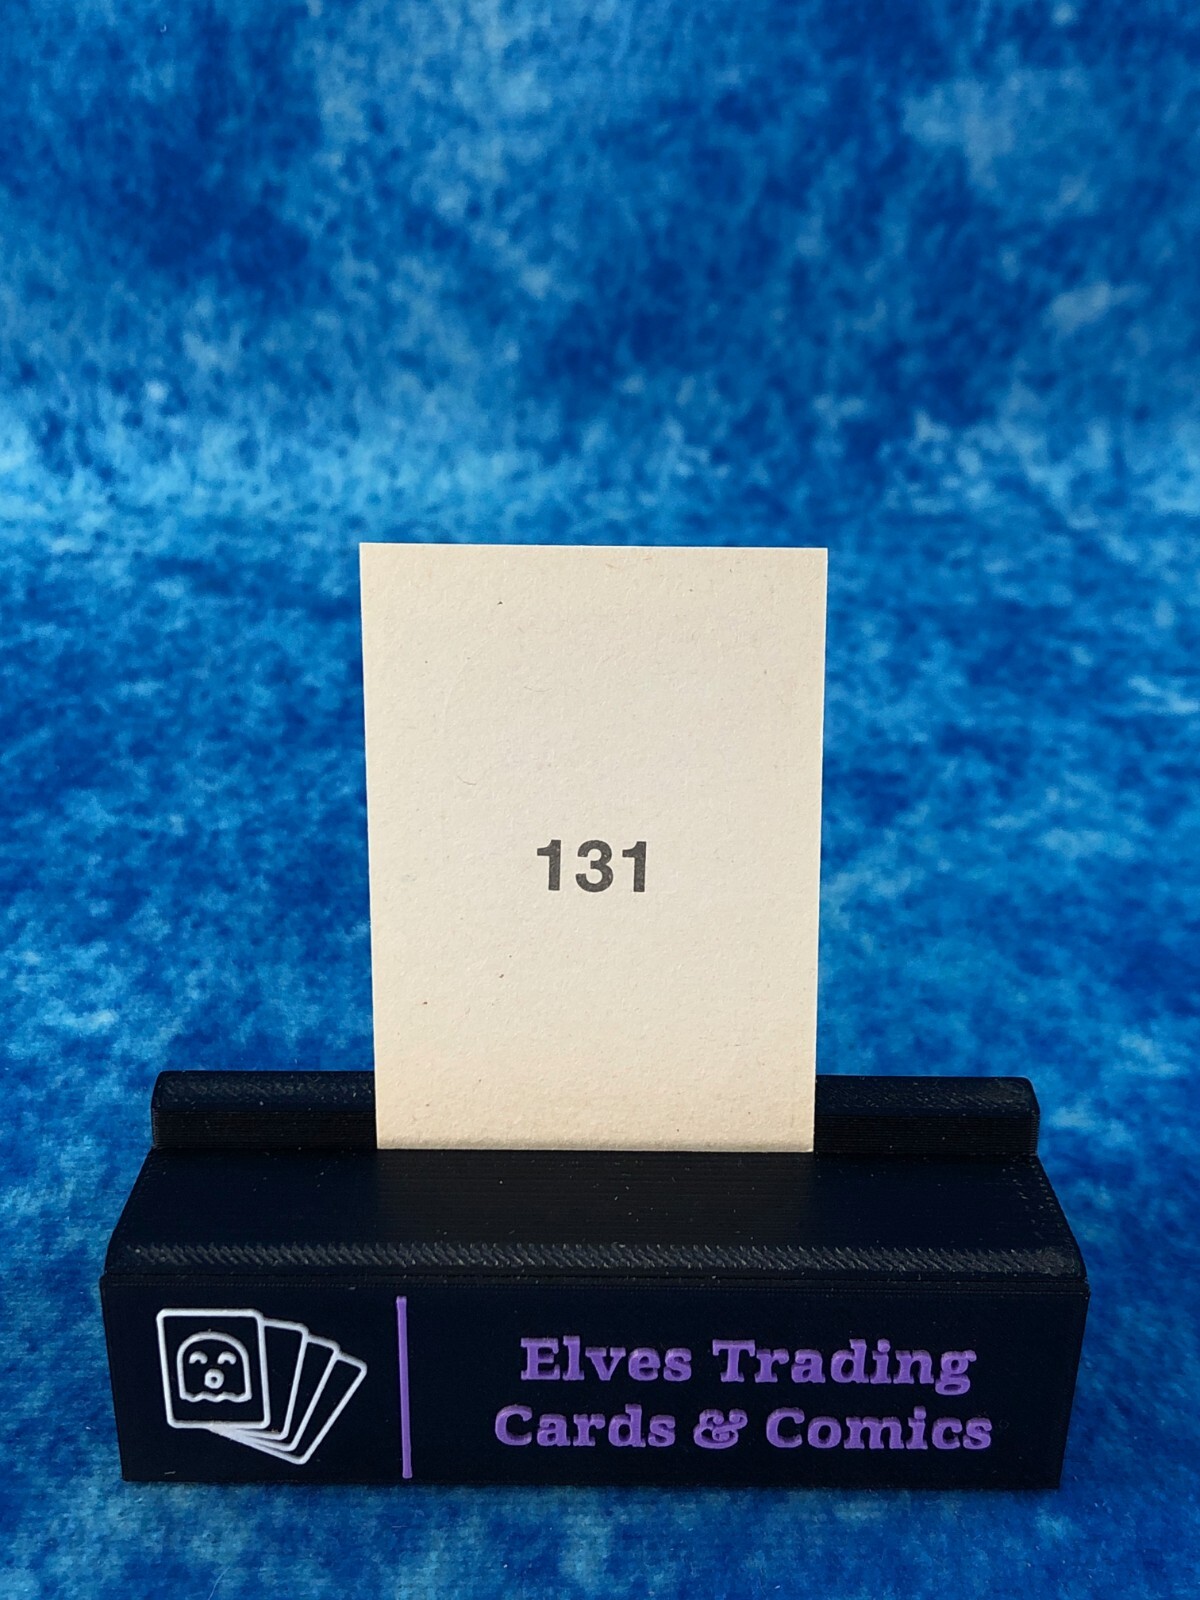 131
Elves Trading
Cards & Comics